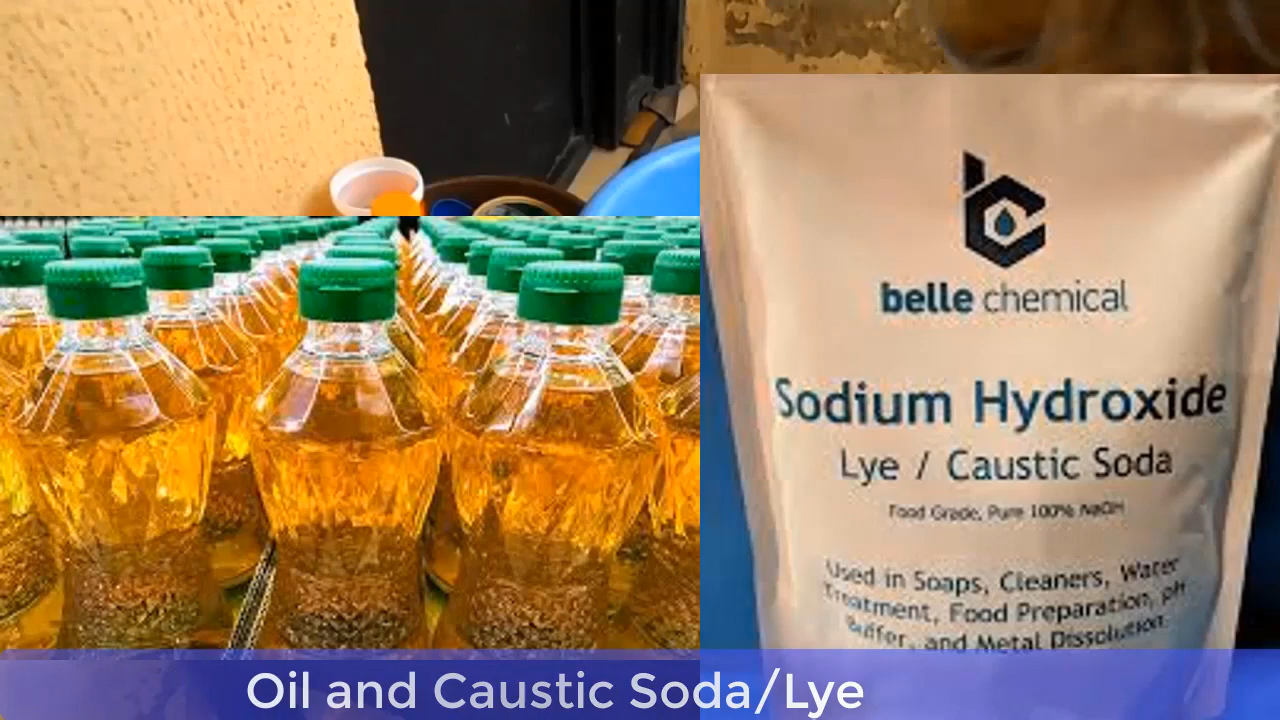 belle chemical
Sodium Hydroxide
Lye / Caustic Soda
Food Grade, Pure 100% NaOH
Used in Soaps, Cleaners, Water
Treatment, Food Preparation, pH
Buffer, and Metal Dissolution.
Oil and Caustic Soda/Lye